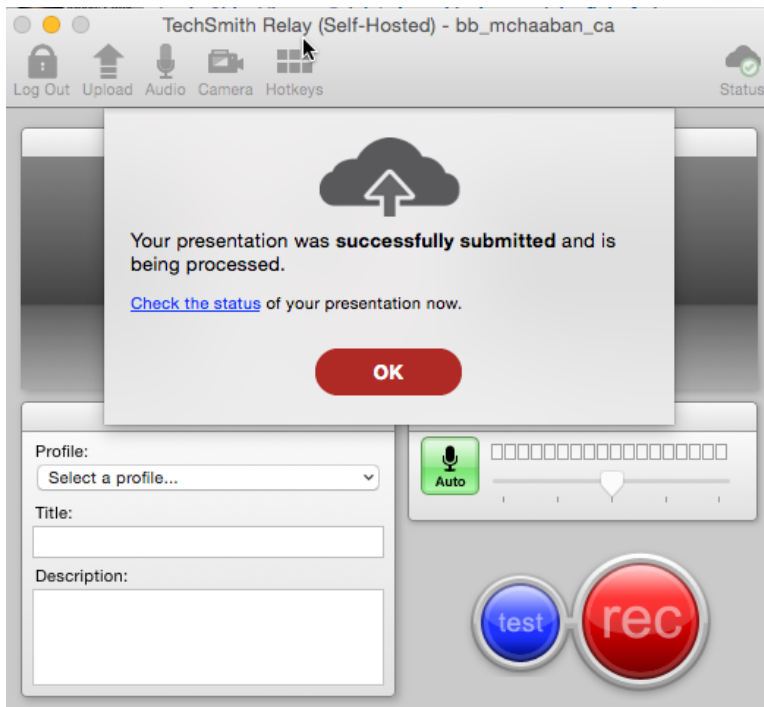 TechSmith Relay (Self-Hosted) - bb_mchaaban_ca
Log Out Upload Audio Camera Hotkeys Status
Your presentation was successfully submitted and is
being processed.
Check the status of your presentation now.
OK
Profile:
Select a profile...
Auto
Title:
Description:
test rec